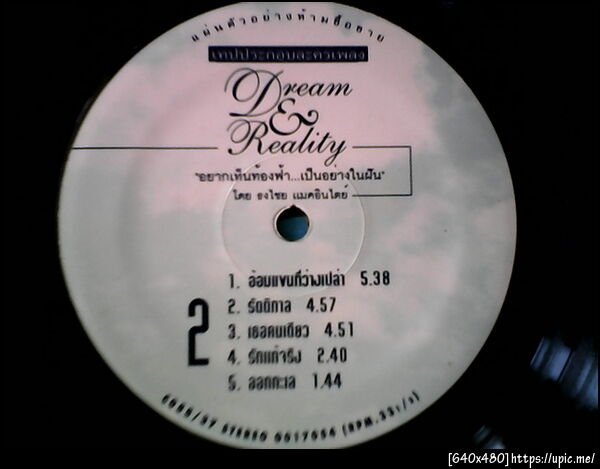 แผ่นตัวอย่างห้ามซื้อขาย
เทปประกอบละครเพลง
Dream
&
Reality
"อยากเห็นท้องฟ้า...เป็นอย่างในฝัน"
โดย ธงไชย แมคอินไตย์
2
1. อ้อมแขนที่ว่างเปล่า 5.38
2. รัตติกาล 4.57
3. เธอคนเดียว 4.51
4. รักแท้จริง 2.40
5. ออกทะเล 1.44
STEREO (RPM.33⅓)
[640x480]https://upic.me/